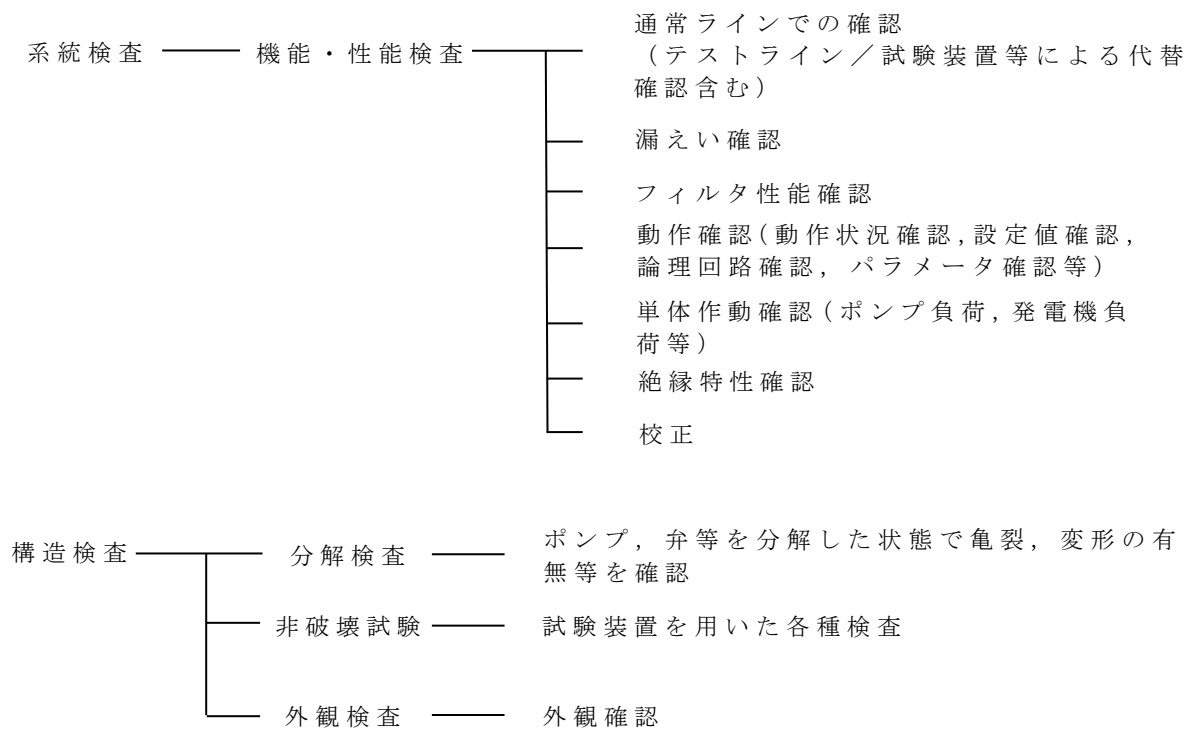 系統検査
機能・性能検査
通常ラインでの確認
（テストライン／試験装置等による代替
確認含む）
漏えい確認
フィルタ性能確認
動作確認(動作状況確認,設定値確認,
論理回路確認, パラメータ確認等)
単体作動確認(ポンプ負荷,発電機負
荷等)
絶縁特性確認
校正
構造検査
分解検査
ポンプ, 弁等を分解した状態で亀裂, 変形の有
無等を確認
非破壊試験
試験装置を用いた各種検査
外観検査
外観確認